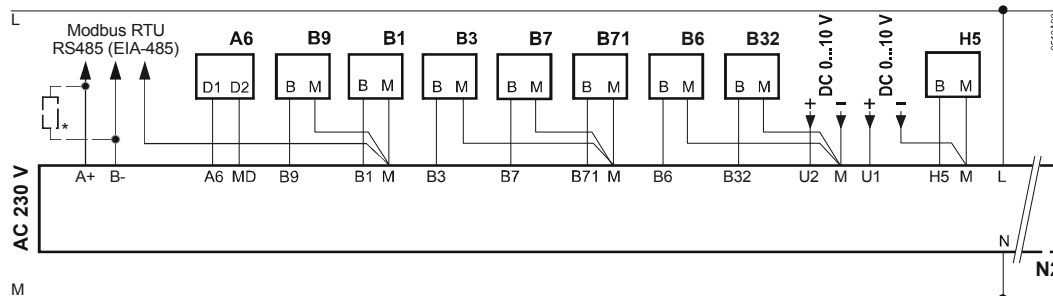 L
Modbus RTU
RS485 (EIA-485)
A6 B9 B1 B3 B7 B71 B6 B32 DC 0...10 V DC 0...10 V H5
D1 D2 B M B M B M B M B M B M B M + - + - B M
*
A+ B- A6 MD B9 B1 M B3 B7 B71 M B6 B32 U2 M U1 H5 M L
AC 230 V
N
M